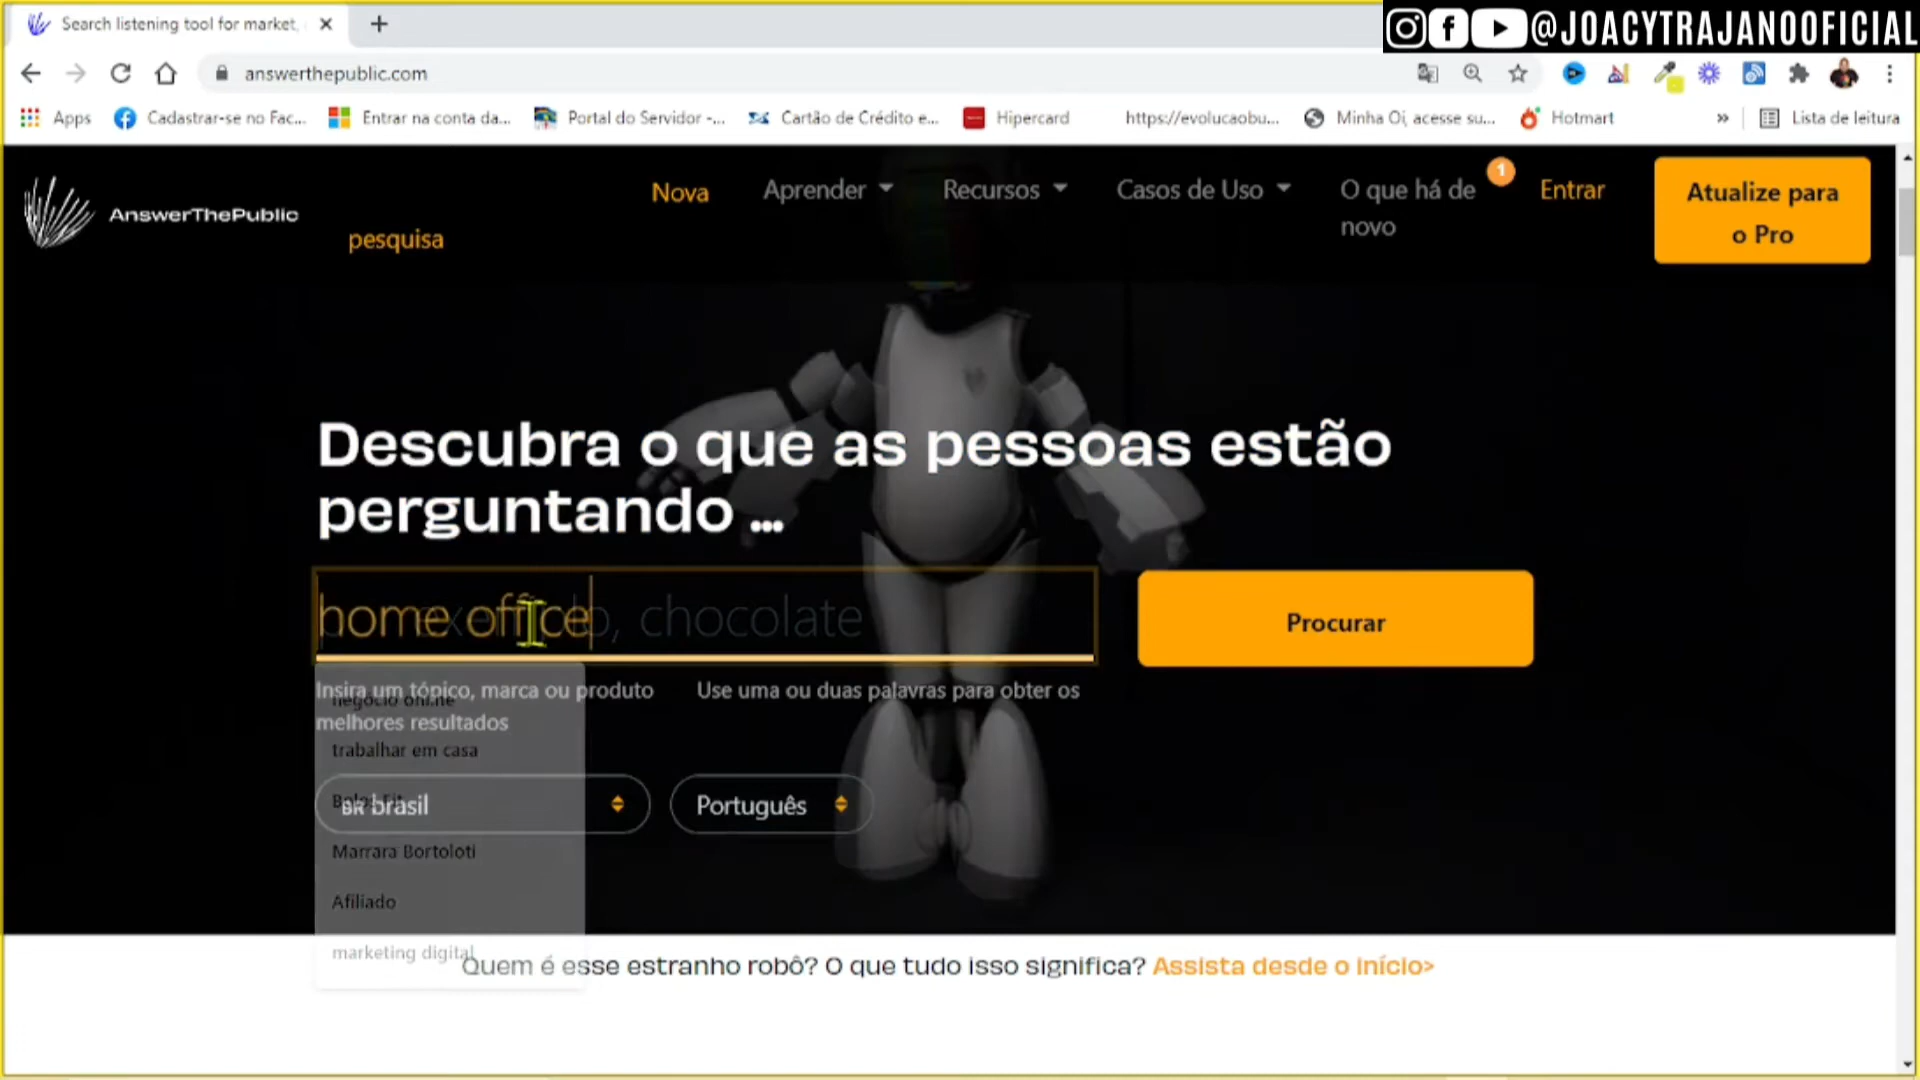 @JOACYTRAJANOOFICIAL
Search listening tool for market,
answerthepublic.com
Apps
Cadastrar-se no Fac...
Entrar na conta da...
Portal do Servidor -...
Cartão de Crédito e...
Hipercard
https://evolucaobu...
Minha Oi, acesse su...
Hotmart
»
Lista de leitura
AnswerThePublic
Nova
pesquisa
Aprender
Recursos
Casos de Uso
O que há de
novo
1
Entrar
Atualize para
o Pro
Descubra o que as pessoas estão
perguntando ...
home office
, chocolate
Procurar
Insira um tópico, marca ou produto
Use uma ou duas palavras para obter os
melhores resultados
negócio online
trabalhar em casa
BR brasil
Português
Marrara Bortoloti
Afiliado
marketing digital
Quem é esse estranho robô? O que tudo isso significa? Assista desde o início>